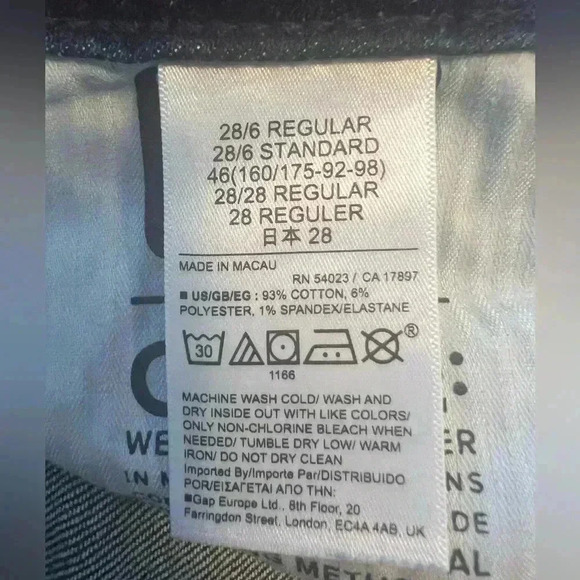 28/6 REGULAR
28/6 STANDARD
46(160/175-92-98)
28/28 REGULAR
28 REGULER
日本 28
MADE IN MACAU
RN 54023 / CA 17897
■ US/GB/EG : 93% COTTON, 6%
POLYESTER, 1% SPANDEX/ELASTANE
30
®
1166
MACHINE WASH COLD/ WASH AND
DRY INSIDE OUT WITH LIKE COLORS/
ONLY NON-CHLORINE BLEACH WHEN
NEEDED/ TUMBLE DRY LOW/ WARM
IRON/ DO NOT DRY CLEAN
Imported By/Importe Par/DISTRIBUIDO
POR/ΕΙΣΑΓΕΤΑΙ ΑΠΟ ΤΗΝ:
■Gap Europe Ltd., 8th Floor, 20
Farringdon Street, London, EC4A 4AB, UK